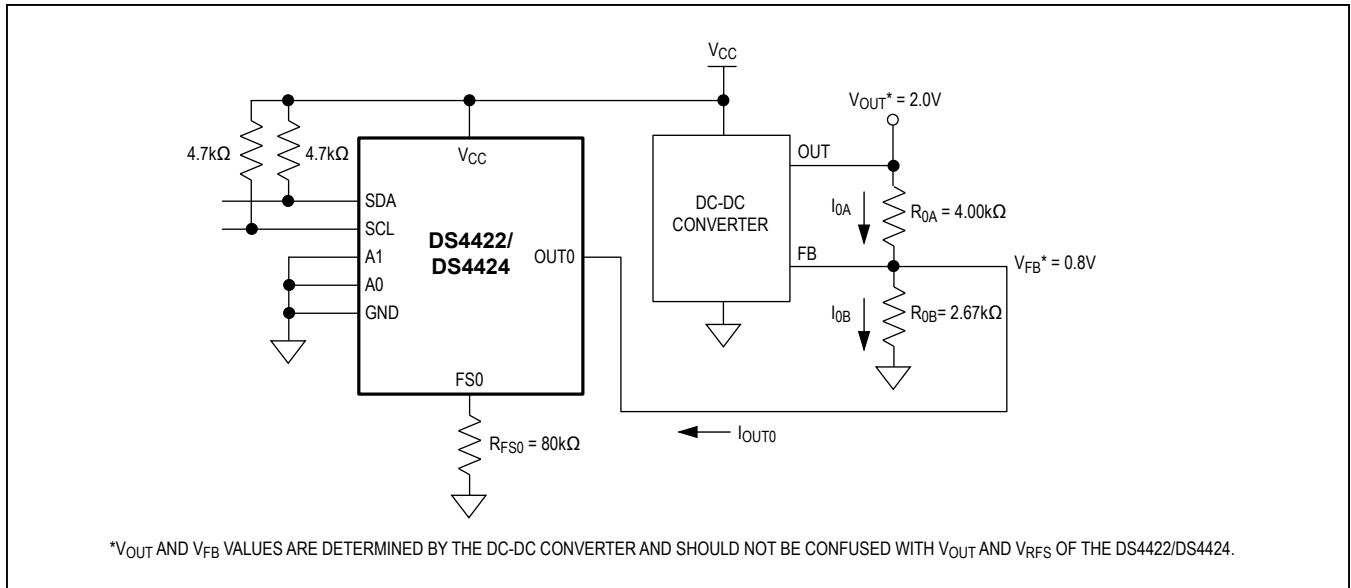 VCC
VOUT* = 2.0V
4.7kΩ
4.7kΩ
VCC
OUT
SDA
DC-DC
CONVERTER
I0A
R0A = 4.00kΩ
SCL
DS4422/
DS4424
A1
OUT0
FB
VFB* = 0.8V
A0
I0B
R0B= 2.67kΩ
GND
FS0
IOUT0
RFS0 = 80kΩ
*VOUT AND VFB VALUES ARE DETERMINED BY THE DC-DC CONVERTER AND SHOULD NOT BE CONFUSED WITH VOUT AND VRFS OF THE DS4422/DS4424.